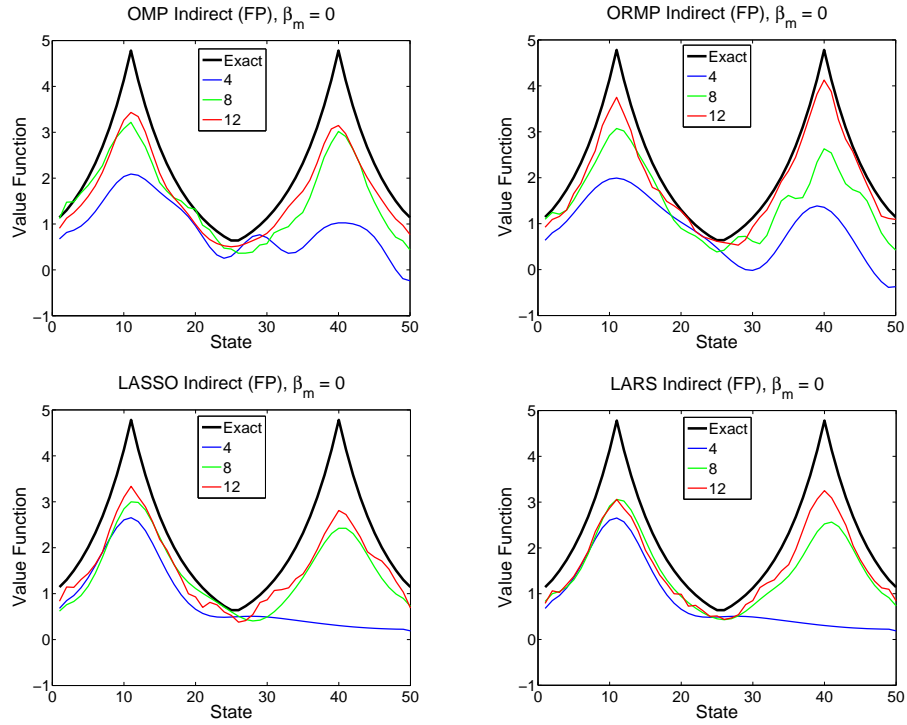 OMP Indirect (FP), β_m = 0
5
4
3
2
1
0
−1
Value Function
Exact
4
8
12
0 10 20 30 40 50
State
ORMP Indirect (FP), β_m = 0
5
4
3
2
1
0
−1
Value Function
Exact
4
8
12
0 10 20 30 40 50
State
LASSO Indirect (FP), β_m = 0
5
4
3
2
1
0
−1
Value Function
Exact
4
8
12
0 10 20 30 40 50
State
LARS Indirect (FP), β_m = 0
5
4
3
2
1
0
−1
Value Function
Exact
4
8
12
0 10 20 30 40 50
State